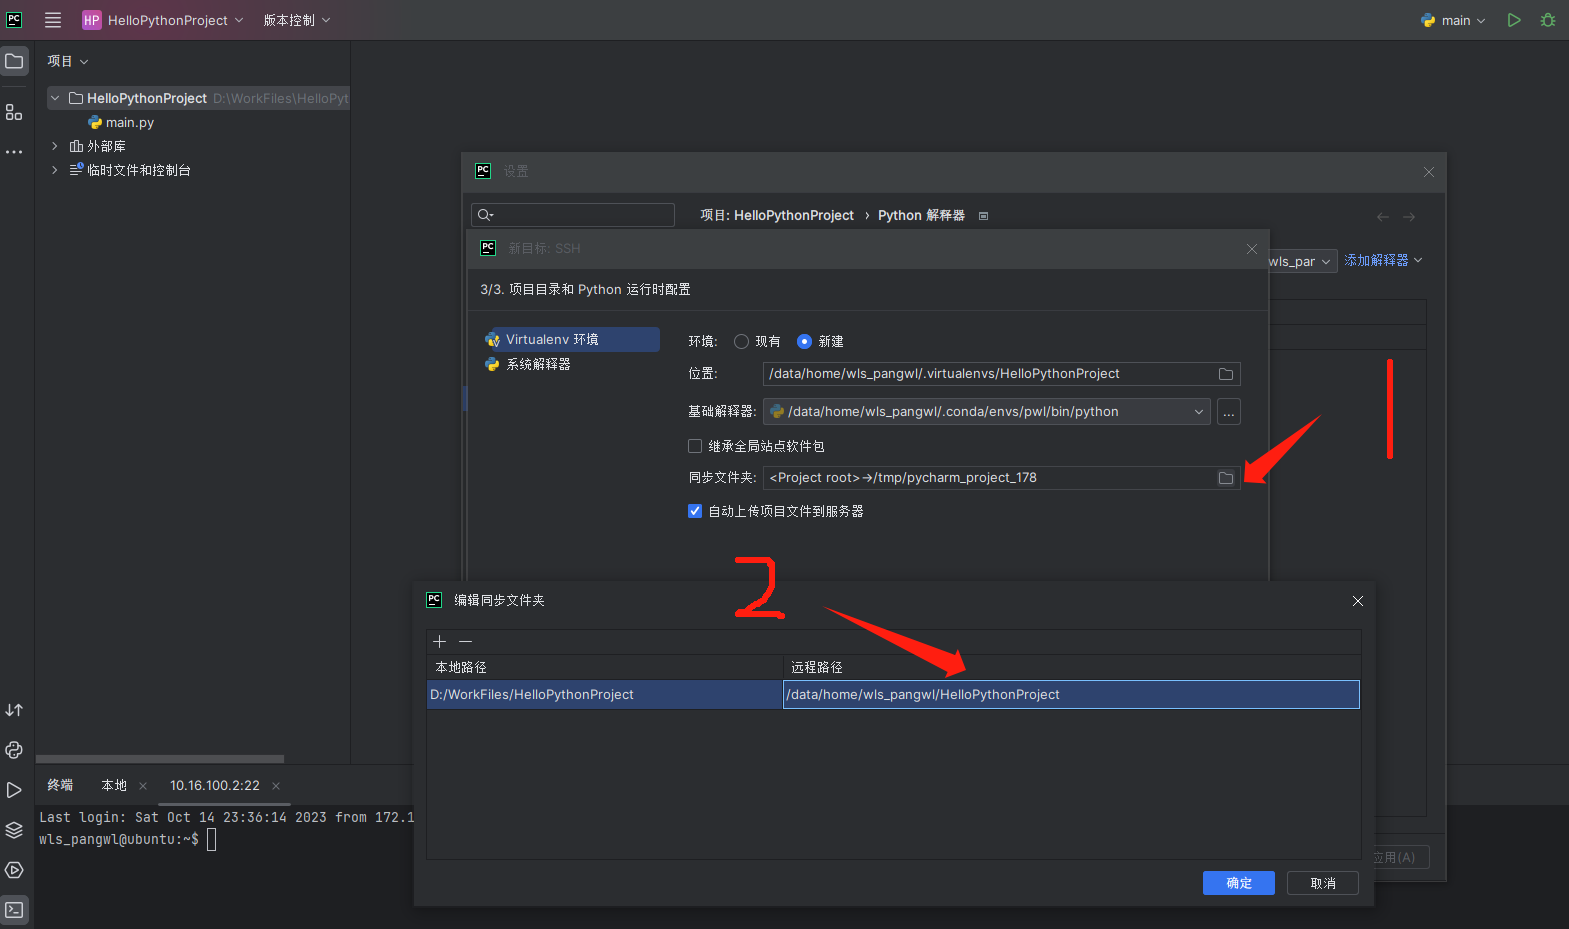 PC
HP HelloPythonProject 版本控制
main
项目
HelloPythonProject D:\WorkFiles\HelloPyt
main.py
外部库
临时文件和控制台
PC 设置
项目: HelloPythonProject › Python 解释器
wls_par 添加解释器
PC 新目标: SSH
3/3. 项目目录和 Python 运行时配置
Virtualenv 环境
系统解释器
环境: 现有 新建
位置: /data/home/wls_pangwl/.virtualenvs/HelloPythonProject
基础解释器: /data/home/wls_pangwl/.conda/envs/pwl/bin/python ...
继承全局站点软件包
同步文件夹: <Project root>→/tmp/pycharm_project_178
自动上传项目文件到服务器
1
2
PC 编辑同步文件夹
本地路径 远程路径
D:/WorkFiles/HelloPythonProject /data/home/wls_pangwl/HelloPythonProject
确定 取消
应用(A)
终端 本地 10.16.100.2:22
Last login: Sat Oct 14 23:36:14 2023 from 172.1
wls_pangwl@ubuntu:~$